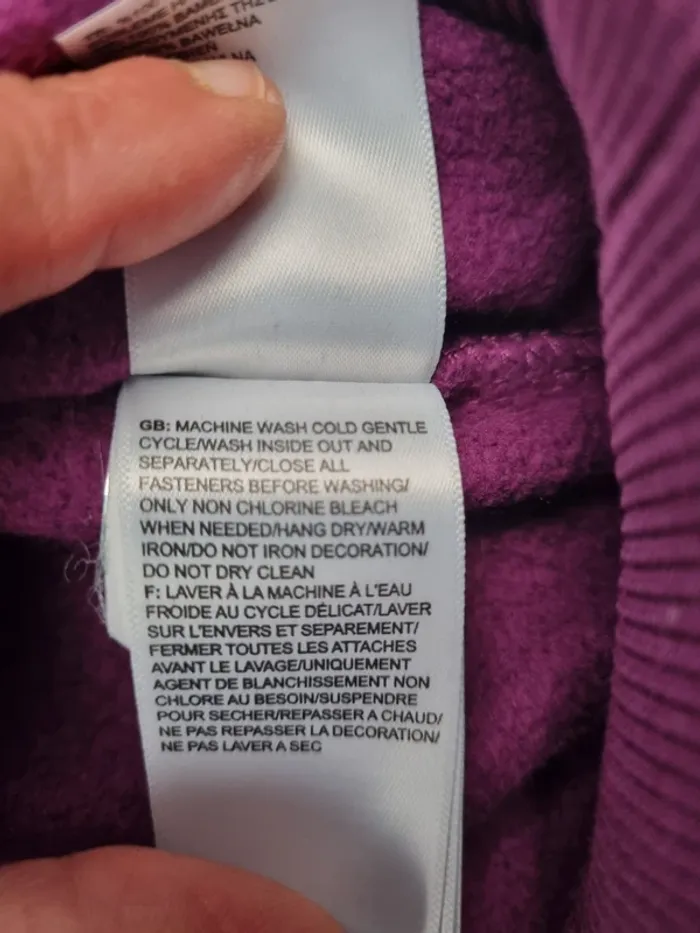 BAWEŁNA
GB: MACHINE WASH COLD GENTLE
CYCLE/WASH INSIDE OUT AND
SEPARATELY/CLOSE ALL
FASTENERS BEFORE WASHING/
ONLY NON CHLORINE BLEACH
WHEN NEEDED/HANG DRY/WARM
IRON/DO NOT IRON DECORATION/
DO NOT DRY CLEAN
F: LAVER À LA MACHINE À L'EAU
FROIDE AU CYCLE DÉLICAT/LAVER
SUR L'ENVERS ET SEPAREMENT/
FERMER TOUTES LES ATTACHES
AVANT LE LAVAGE/UNIQUEMENT
AGENT DE BLANCHISSEMENT NON
CHLORE AU BESOIN/SUSPENDRE
POUR SECHER/REPASSER A CHAUD/
NE PAS REPASSER LA DECORATION/
NE PAS LAVER A SEC